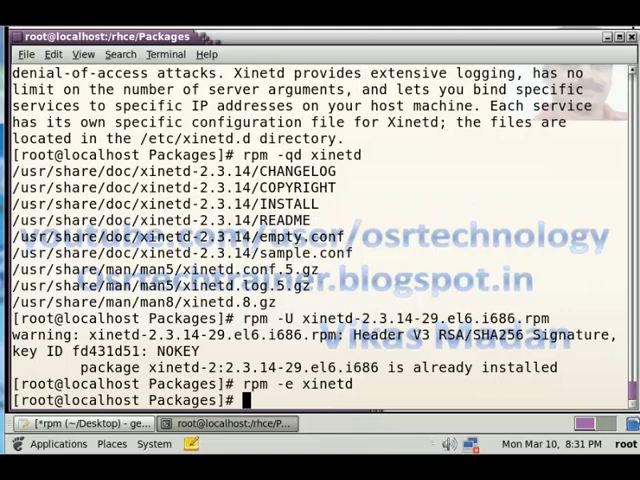 root@localhost:/rhce/Packages
File Edit View Search Terminal Help
denial-of-access attacks. Xinetd provides extensive logging, has no
limit on the number of server arguments, and lets you bind specific
services to specific IP addresses on your host machine. Each service
has its own specific configuration file for Xinetd; the files are
located in the /etc/xinetd.d directory.
[root@localhost Packages]# rpm -qd xinetd
/usr/share/doc/xinetd-2.3.14/CHANGELOG
/usr/share/doc/xinetd-2.3.14/COPYRIGHT
/usr/share/doc/xinetd-2.3.14/INSTALL
/usr/share/doc/xinetd-2.3.14/README
youtube.com/user/osrtechnology
/usr/share/doc/xinetd-2.3.14/empty.conf
/usr/share/doc/xinetd-2.3.14/sample.conf
/usr/share/man/man5/xinetd.conf.5.gz
/usr/share/man/man5/xinetd.log.5.gz
/usr/share/man/man8/xinetd.8.gz
[root@localhost Packages]# rpm -U xinetd-2.3.14-29.el6.i686.rpm
Vikas Madan
warning: xinetd-2.3.14-29.el6.i686.rpm: Header V3 RSA/SHA256 Signature,
key ID fd431d51: NOKEY
package xinetd-2:2.3.14-29.el6.i686 is already installed
[root@localhost Packages]# rpm -e xinetd
[root@localhost Packages]#
[*rpm (~/Desktop) - ge... root@localhost:/rhce/P...
Applications Places System Mon Mar 10, 8:31 PM root